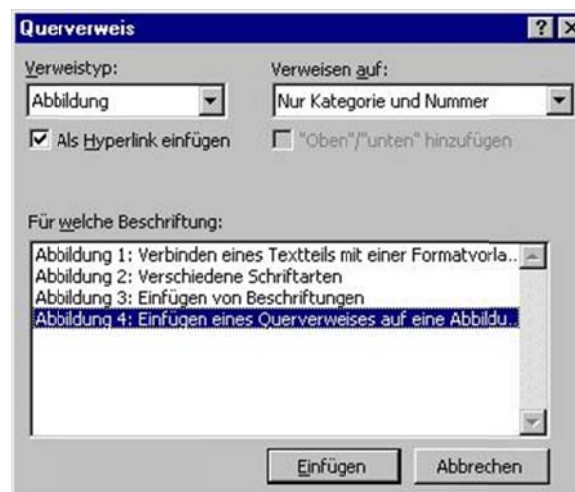 Querverweis
Verweistyp:
Verweisen auf:
Abbildung
Nur Kategorie und Nummer
Als Hyperlink einfügen
"Oben"/"unten" hinzufügen
Für welche Beschriftung:
Abbildung 1: Verbinden eines Textteils mit einer Formatvorla..
Abbildung 2: Verschiedene Schriftarten
Abbildung 3: Einfügen von Beschriftungen
Abbildung 4: Einfügen eines Querverweises auf eine Abbildu..
Einfügen
Abbrechen